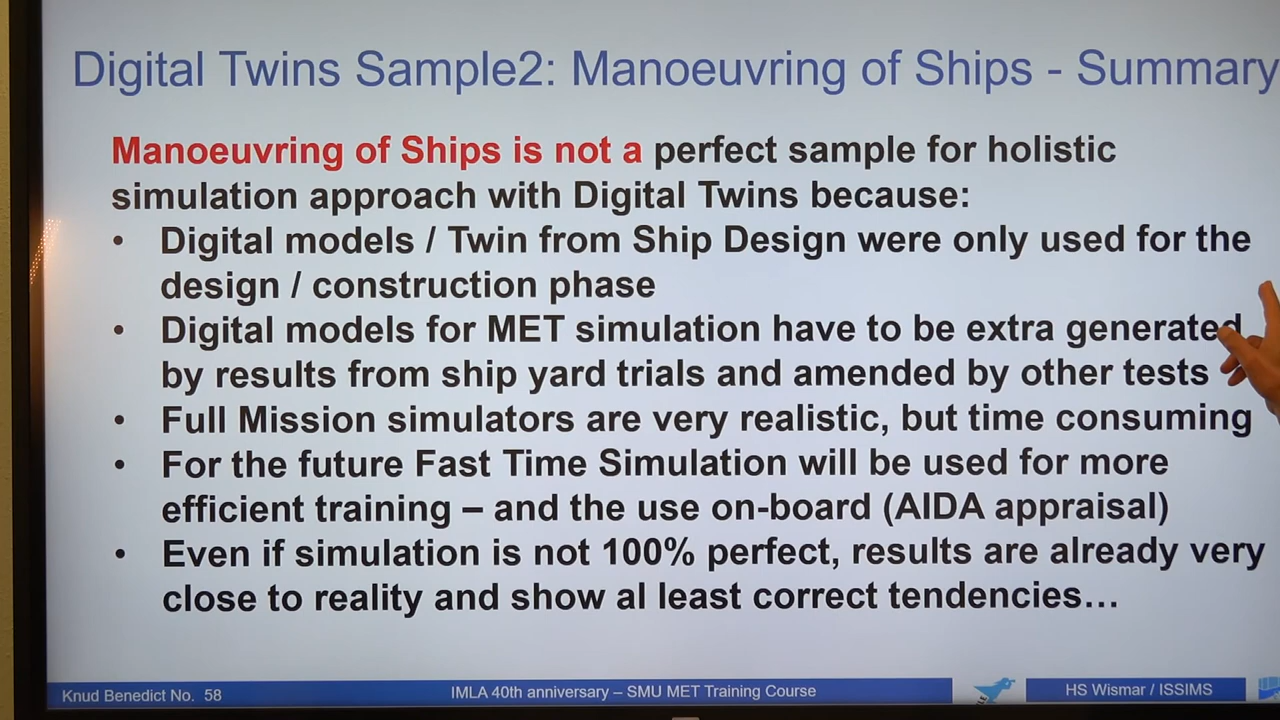 Digital Twins Sample2: Manoeuvring of Ships - Summary
Manoeuvring of Ships is not a perfect sample for holistic
simulation approach with Digital Twins because:
• Digital models / Twin from Ship Design were only used for the
design / construction phase
• Digital models for MET simulation have to be extra generated
by results from ship yard trials and amended by other tests
• Full Mission simulators are very realistic, but time consuming
• For the future Fast Time Simulation will be used for more
efficient training – and the use on-board (AIDA appraisal)
• Even if simulation is not 100% perfect, results are already very
close to reality and show al least correct tendencies…
Knud Benedict No. 58
IMLA 40th anniversary – SMU MET Training Course
HS Wismar / ISSIMS